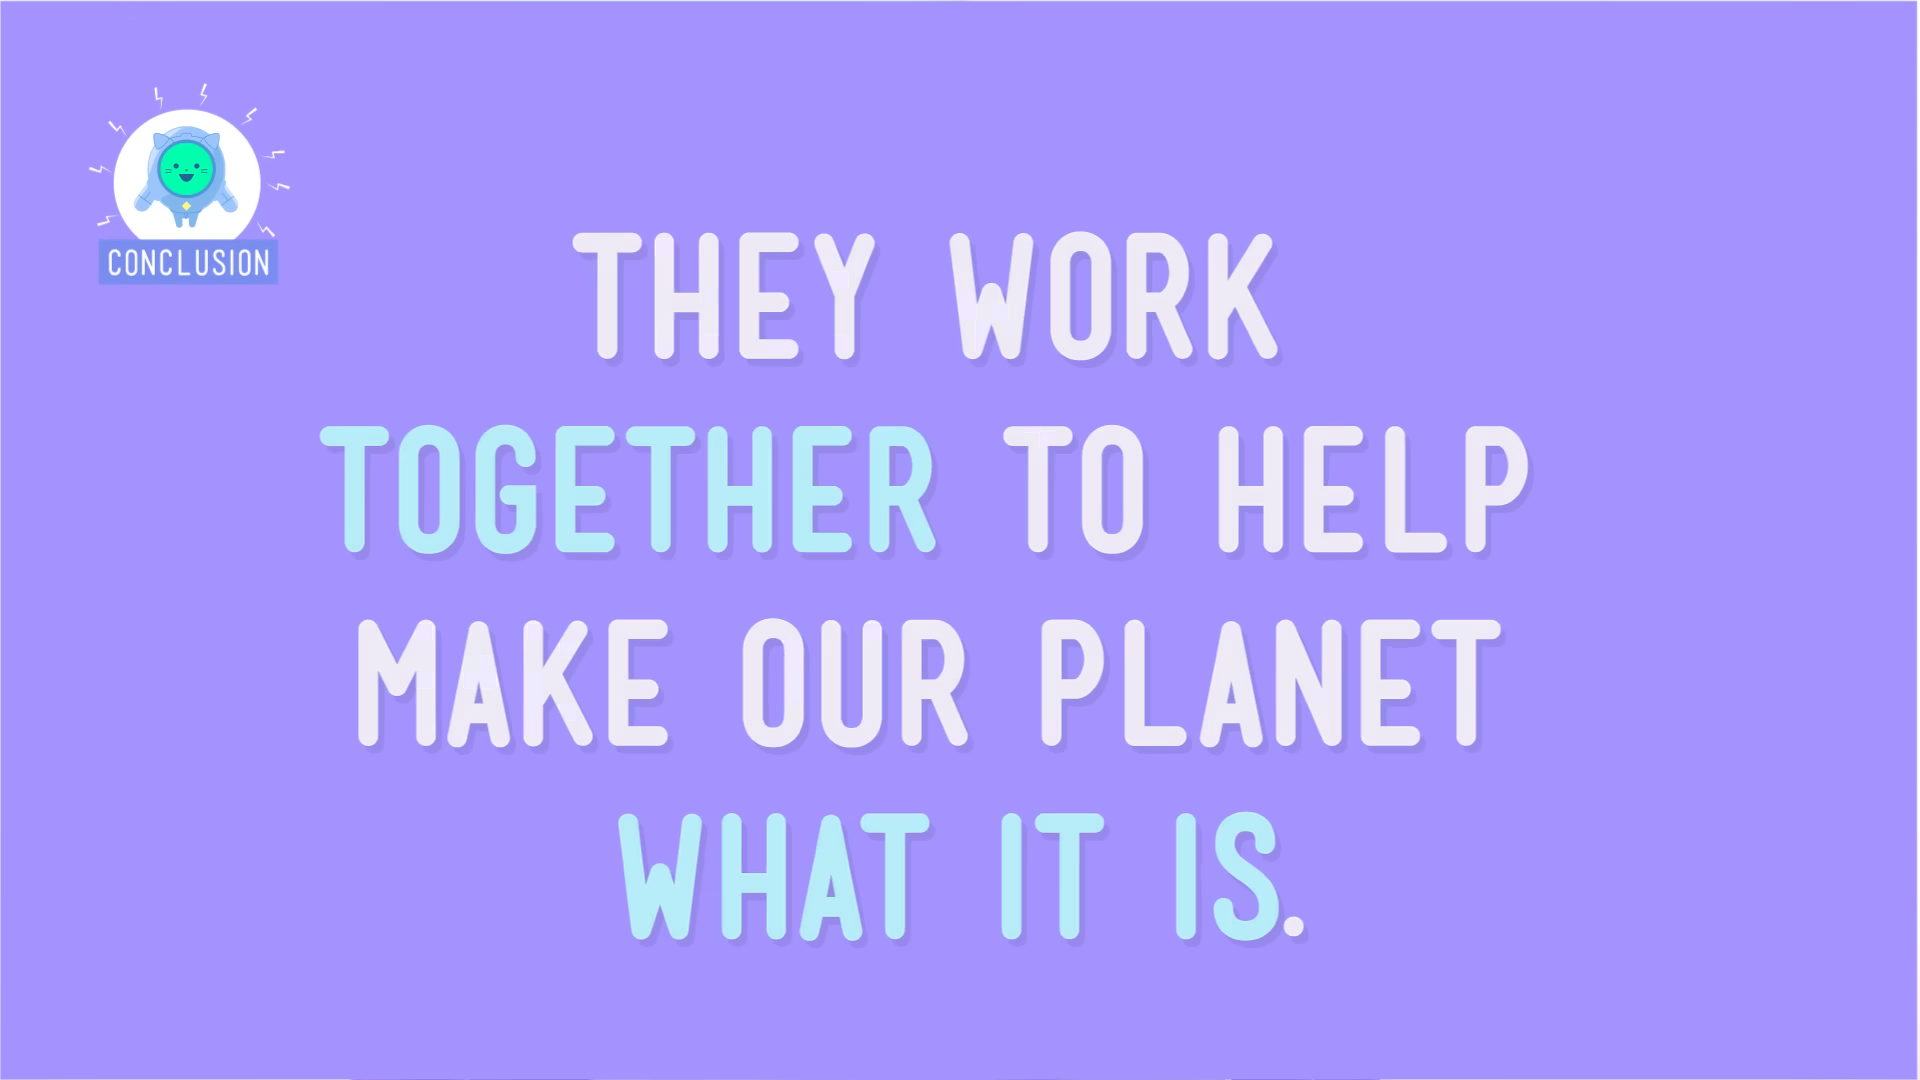 CONCLUSION
THEY WORK
TOGETHER TO HELP
MAKE OUR PLANET
WHAT IT IS.